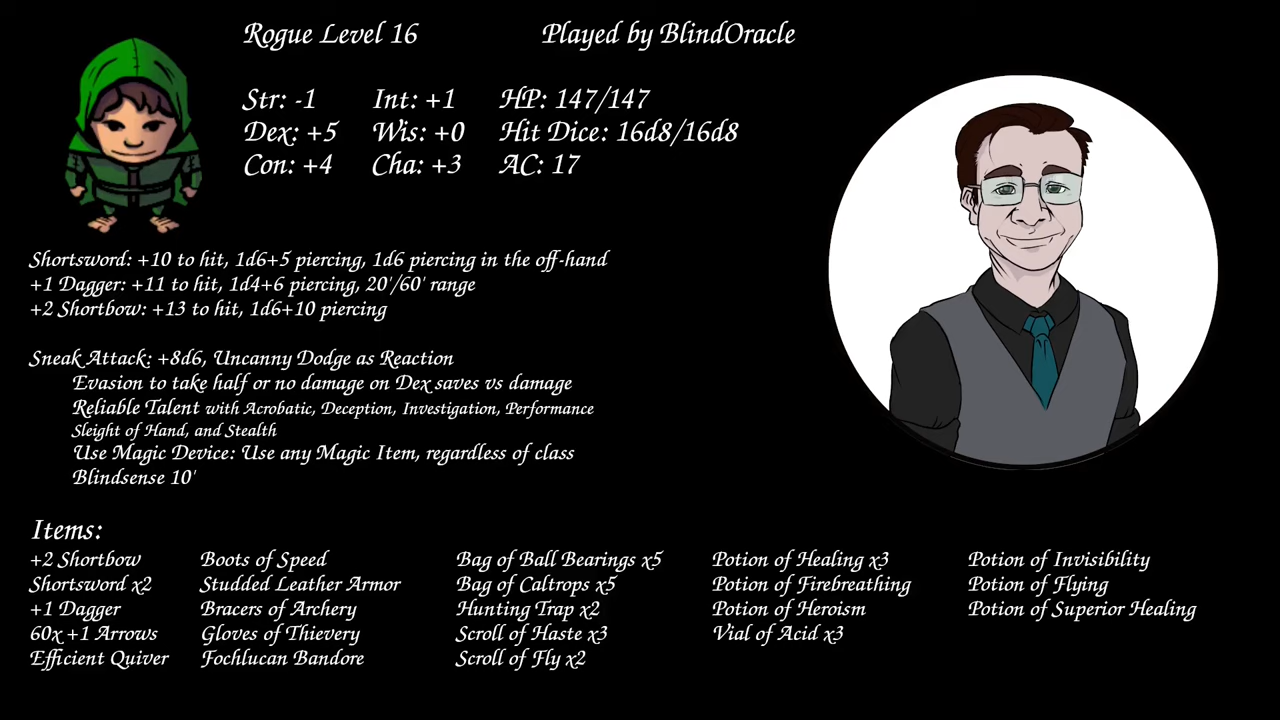 Rogue Level 16 Played by BlindOracle
Str: -1 Int: +1 HP: 147/147
Dex: +5 Wis: +0 Hit Dice: 16d8/16d8
Con: +4 Cha: +3 AC: 17
Shortsword: +10 to hit, 1d6+5 piercing, 1d6 piercing in the off-hand
+1 Dagger: +11 to hit, 1d4+6 piercing, 20'/60' range
+2 Shortbow: +13 to hit, 1d6+10 piercing
Sneak Attack: +8d6, Uncanny Dodge as Reaction
Evasion to take half or no damage on Dex saves vs damage
Reliable Talent with Acrobatic, Deception, Investigation, Performance
Sleight of Hand, and Stealth
Use Magic Device: Use any Magic Item, regardless of class
Blindsense 10'
Items:
+2 Shortbow Boots of Speed Bag of Ball Bearings x5 Potion of Healing x3 Potion of Invisibility
Shortsword x2 Studded Leather Armor Bag of Caltrops x5 Potion of Firebreathing Potion of Flying
+1 Dagger Bracers of Archery Hunting Trap x2 Potion of Heroism Potion of Superior Healing
60x +1 Arrows Gloves of Thievery Scroll of Haste x3 Vial of Acid x3
Efficient Quiver Fochlucan Bandore Scroll of Fly x2